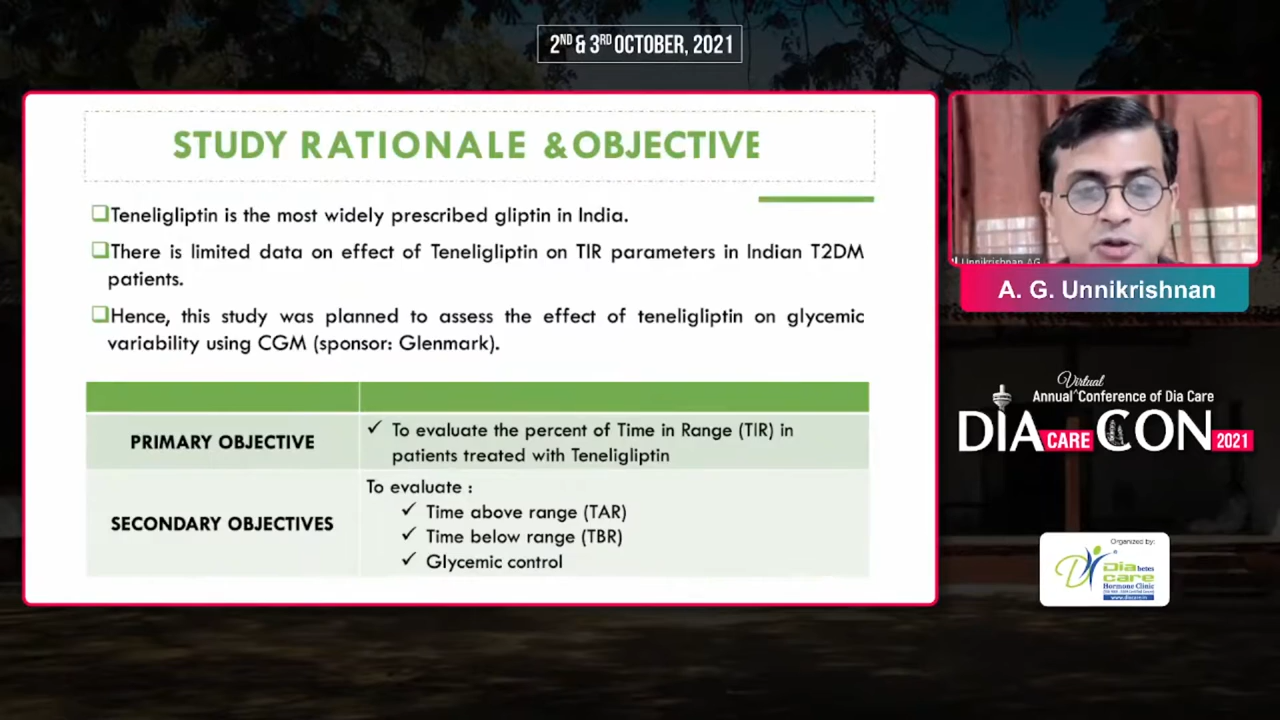 2ND & 3RD OCTOBER, 2021
STUDY RATIONALE &OBJECTIVE
❑Teneligliptin is the most widely prescribed gliptin in India.
❑There is limited data on effect of Teneligliptin on TIR parameters in Indian T2DM
patients.
❑Hence, this study was planned to assess the effect of teneligliptin on glycemic
variability using CGM (sponsor: Glenmark).
PRIMARY OBJECTIVE
✓ To evaluate the percent of Time in Range (TIR) in
patients treated with Teneligliptin
SECONDARY OBJECTIVES
To evaluate :
✓ Time above range (TAR)
✓ Time below range (TBR)
✓ Glycemic control
Unnikrishnan AG
A. G. Unnikrishnan
Virtual
Annual ^Conference of Dia Care
DIA CARE CON 2021
Organized by:
Dia betes
care
Hormone Clinic